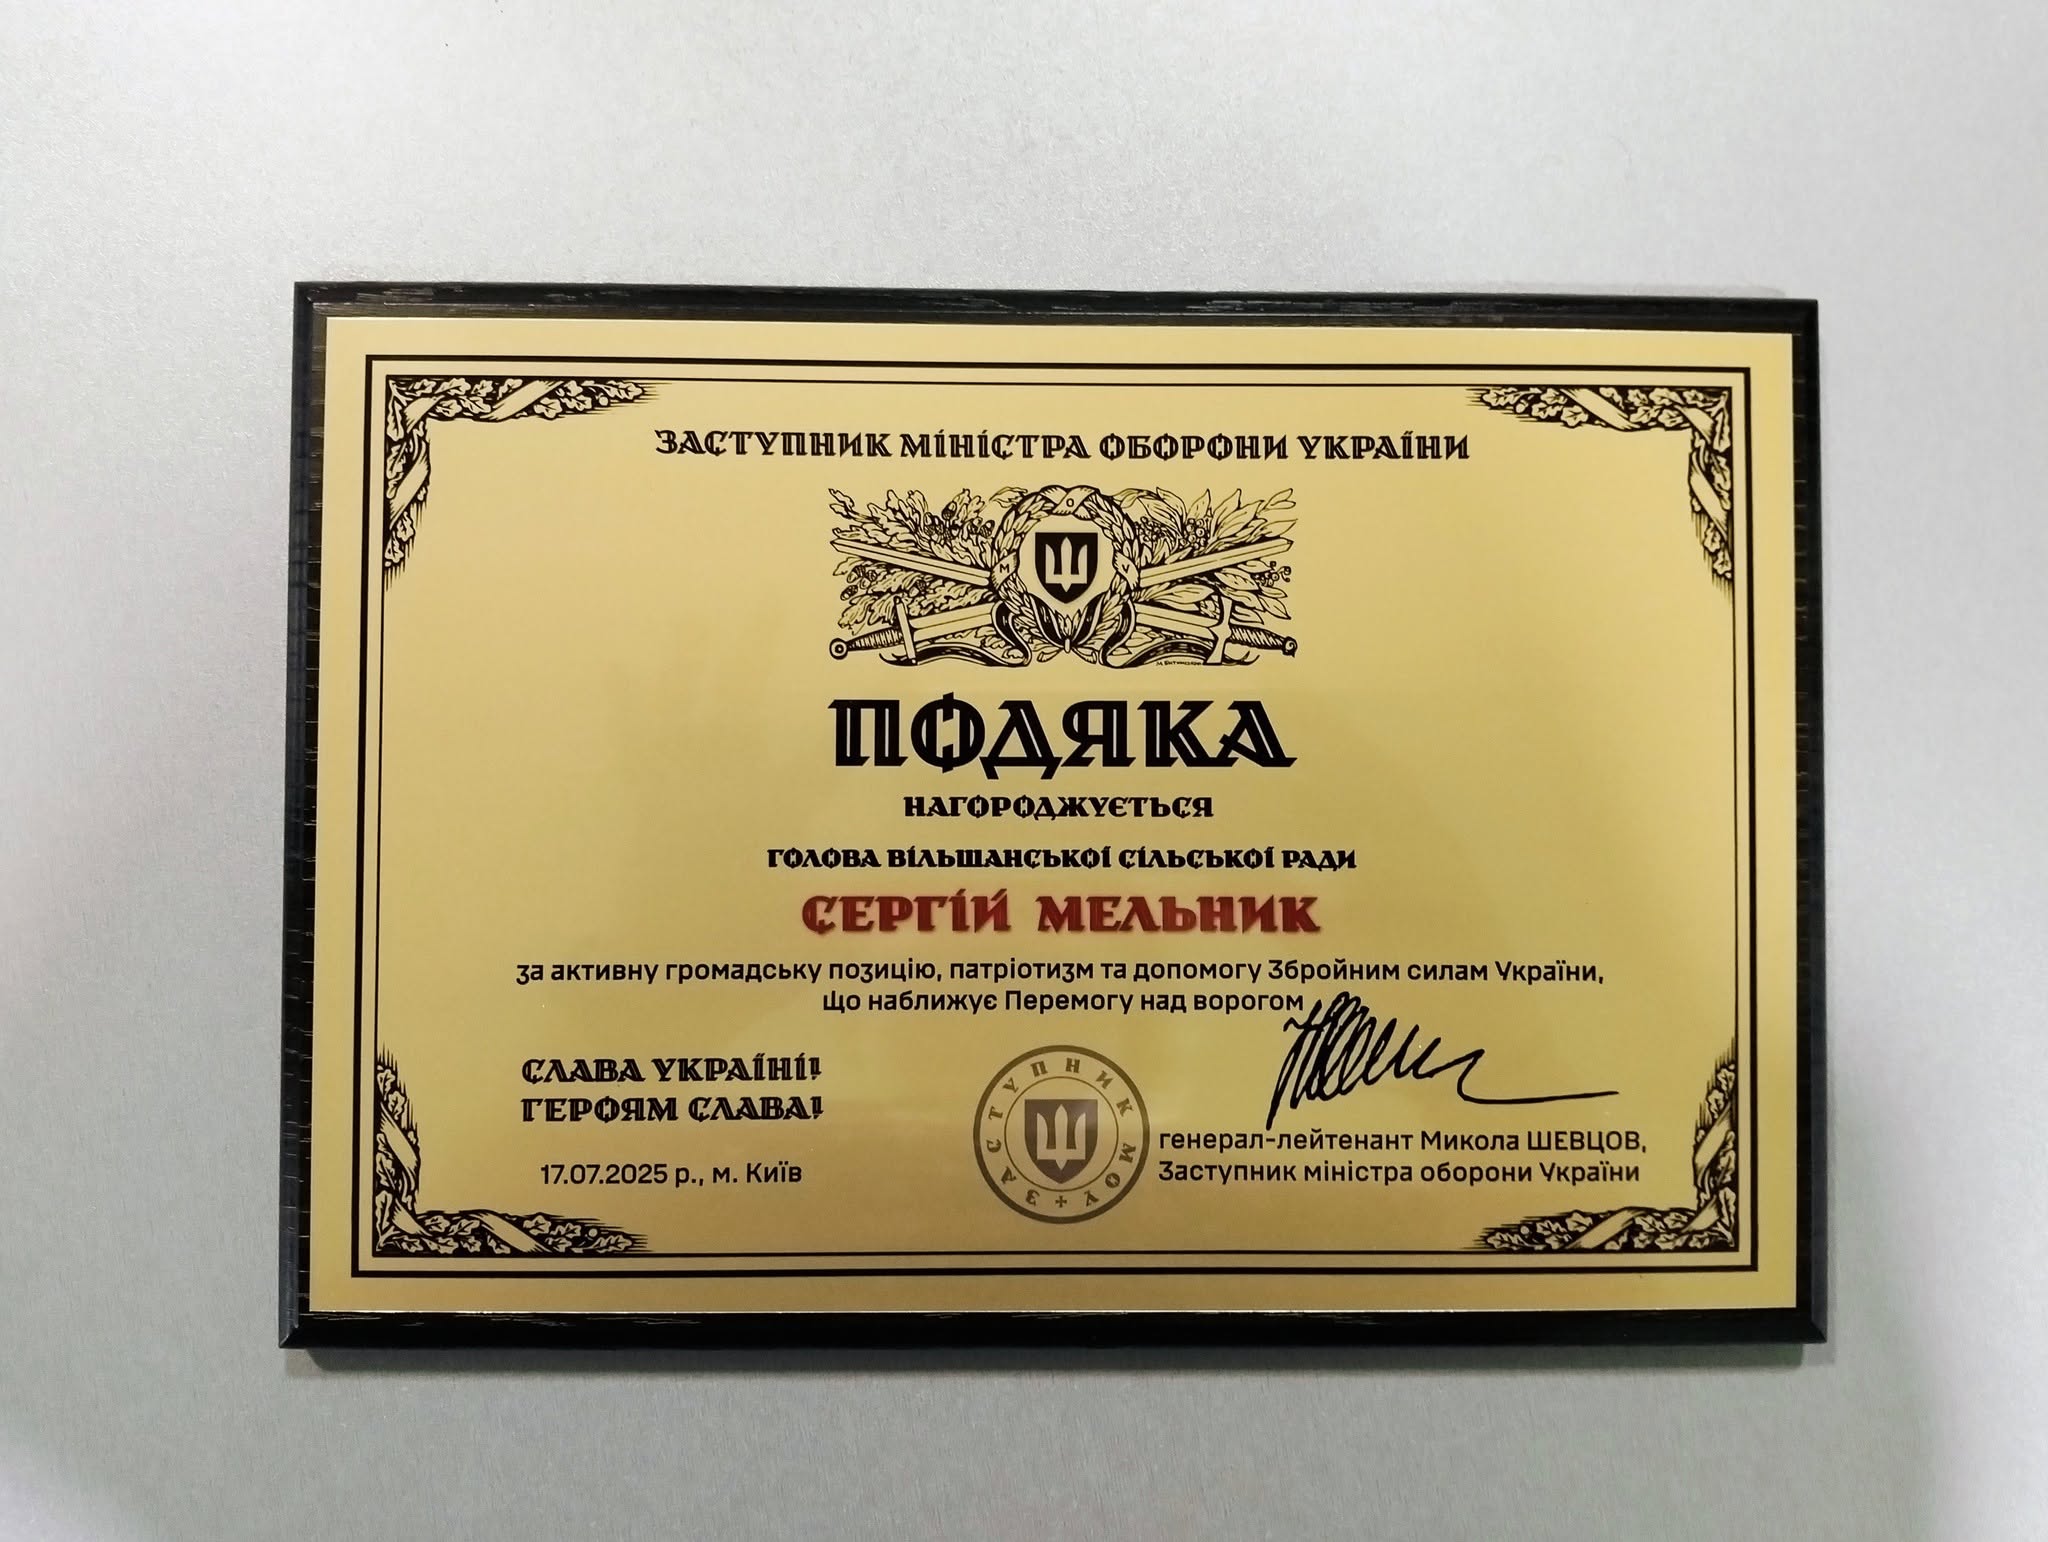 ЗАСТУПНИК МІНІСТРА ОБОРОНИ УКРАЇНИ
М О У
ПОДЯКА
НАГОРОДЖУЄТЬСЯ
ГОЛОВА ВІЛЬШАНСЬКОЇ СІЛЬСЬКОЇ РАДИ
СЕРГІЙ МЕЛЬНИК
за активну громадську позицію, патріотизм та допомогу Збройним силам України,
що наближує Перемогу над ворогом
СЛАВА УКРАЇНІ!
ГЕРОЯМ СЛАВА!
17.07.2025 р., м. Київ
ЗАСТУПНИК МОУ
генерал-лейтенант Микола ШЕВЦОВ,
Заступник міністра оборони України